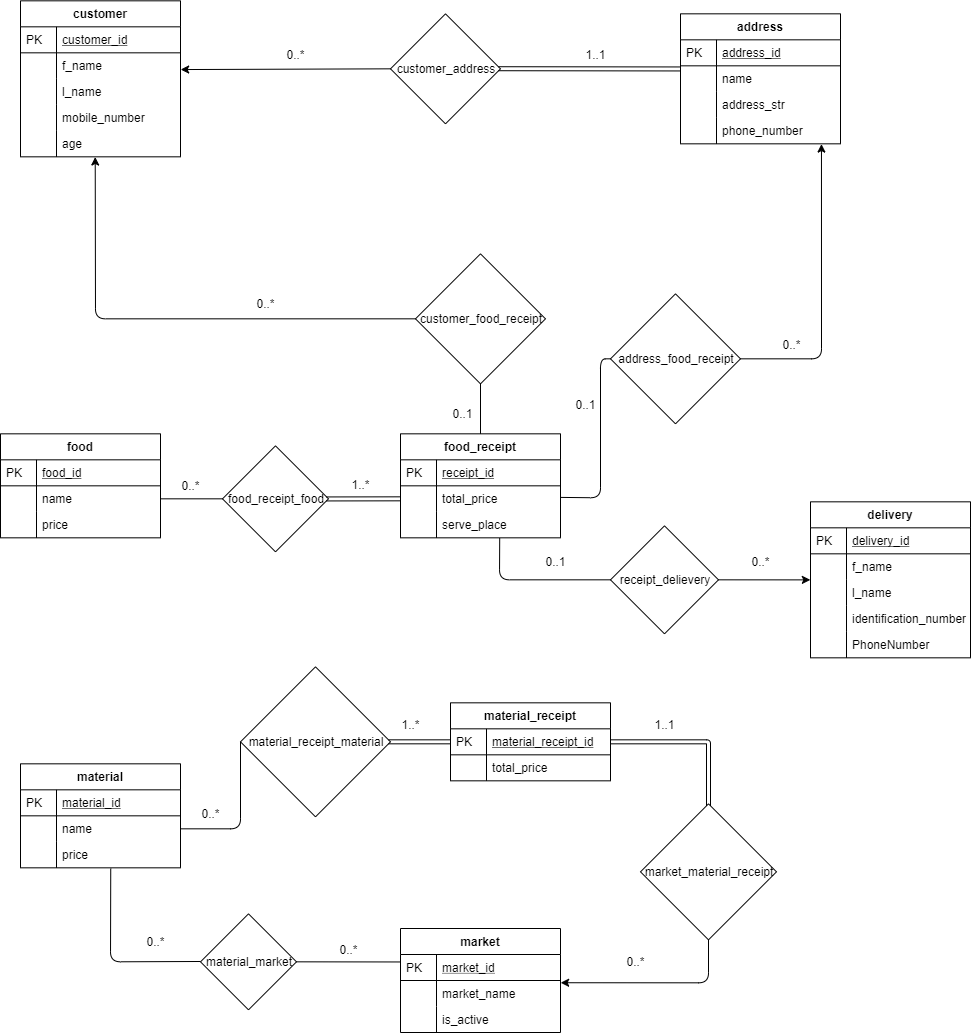 customer
PK customer_id
f_name
l_name
mobile_number
age
0..*
customer_address
1..1
address
PK address_id
name
address_str
phone_number
0..*
customer_food_receipt
0..1
address_food_receipt
0..*
0..1
food
PK food_id
name
price
0..*
food_receipt_food
1..*
food_receipt
PK receipt_id
total_price
serve_place
0..1
receipt_delievery
0..*
delivery
PK delivery_id
f_name
l_name
identification_number
PhoneNumber
material_receipt_material
1..*
0..*
material_receipt
PK material_receipt_id
total_price
1..1
material
PK material_id
name
price
market_material_receipt
0..*
0..*
material_market
0..*
market
PK market_id
market_name
is_active